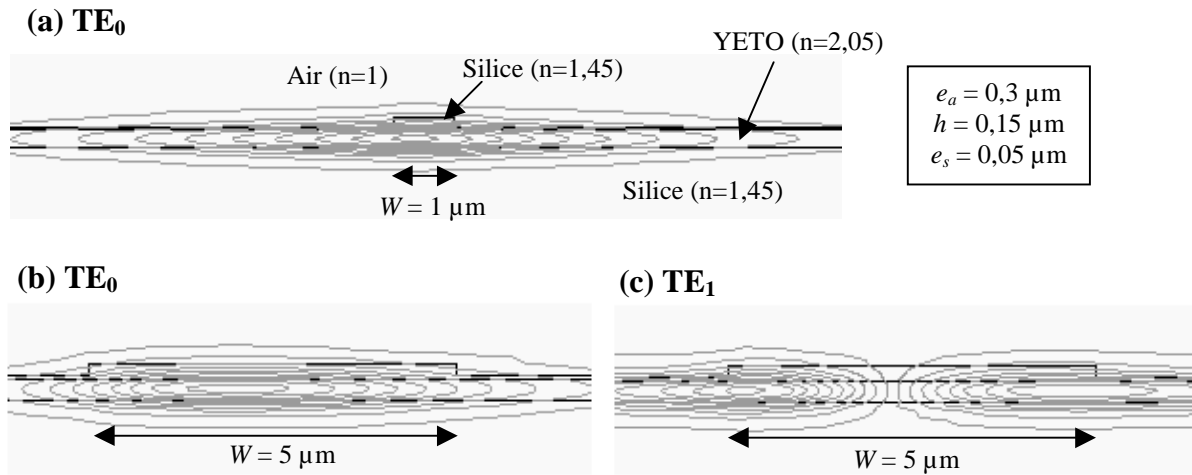 (a) TE₀
YETO (n=2,05)
Air (n=1)
Silice (n=1,45)
eₐ = 0,3 µm
h = 0,15 µm
eₛ = 0,05 µm
Silice (n=1,45)
W = 1 µm
(b) TE₀
(c) TE₁
W = 5 µm
W = 5 µm